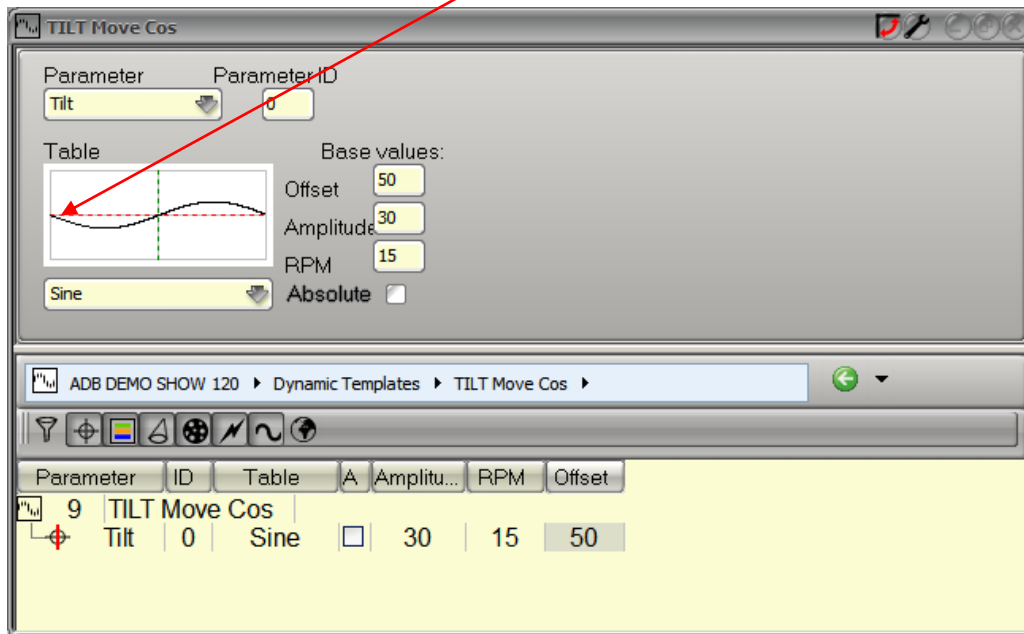 TILT Move Cos
Parameter Parameter ID
Tilt 0
Table Base values:
Offset 50
Amplitude 30
RPM 15
Sine Absolute
ADB DEMO SHOW 120 Dynamic Templates TILT Move Cos
Parameter ID Table A Amplitu... RPM Offset
9 TILT Move Cos
Tilt 0 Sine 30 15 50